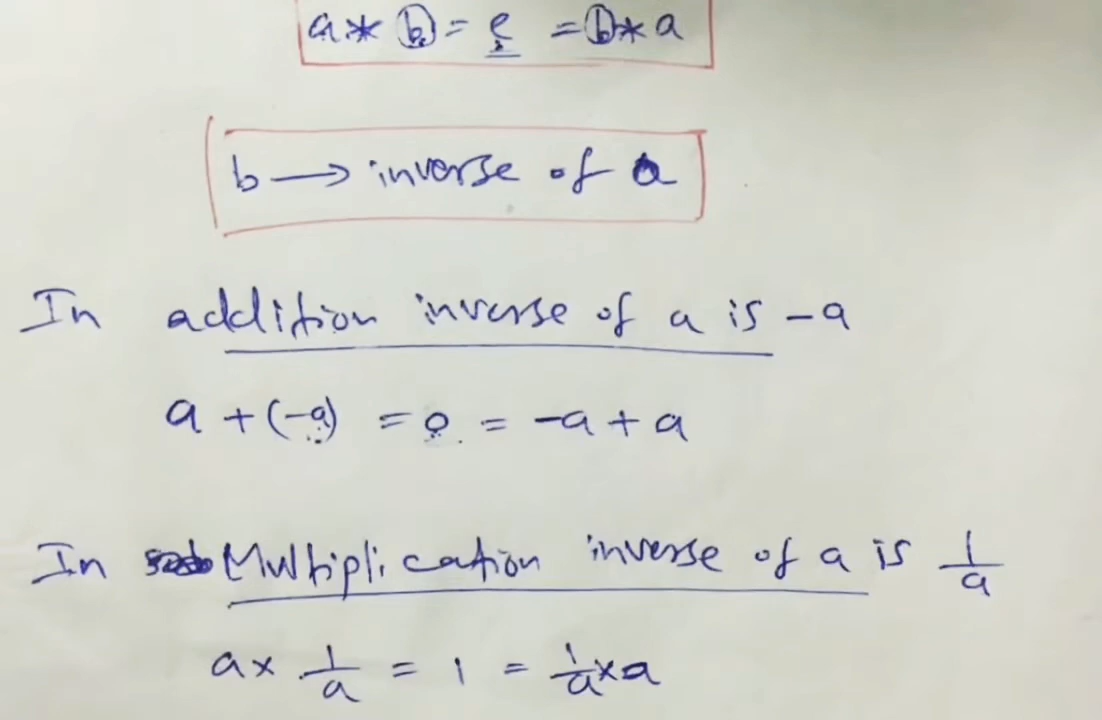 a * b = e = b * a
b → inverse of a
In addition inverse of a is -a
a + (-a) = 0 = -a + a
In Multiplication inverse of a is 1/a
a × 1/a = 1 = 1/a × a